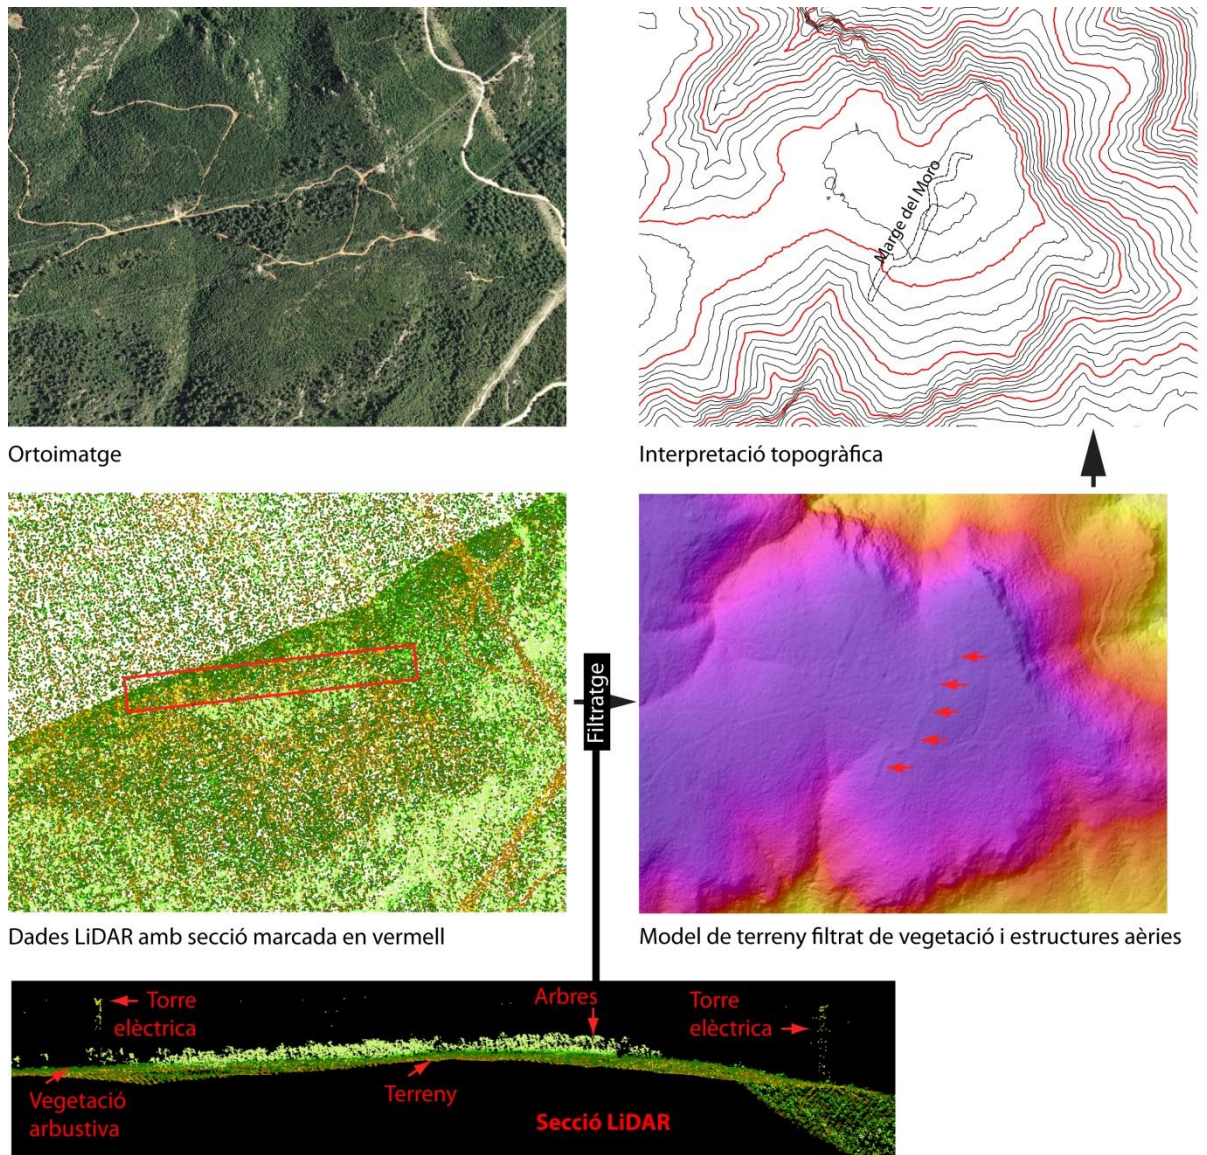 Marge del Moro
Ortoimatge
Interpretació topogràfica
Filtratge
Dades LiDAR amb secció marcada en vermell
Model de terreny filtrat de vegetació i estructures aèries
Torre
elèctrica
Arbres
Torre
elèctrica
Vegetació
arbustiva
Terreny
Secció LiDAR